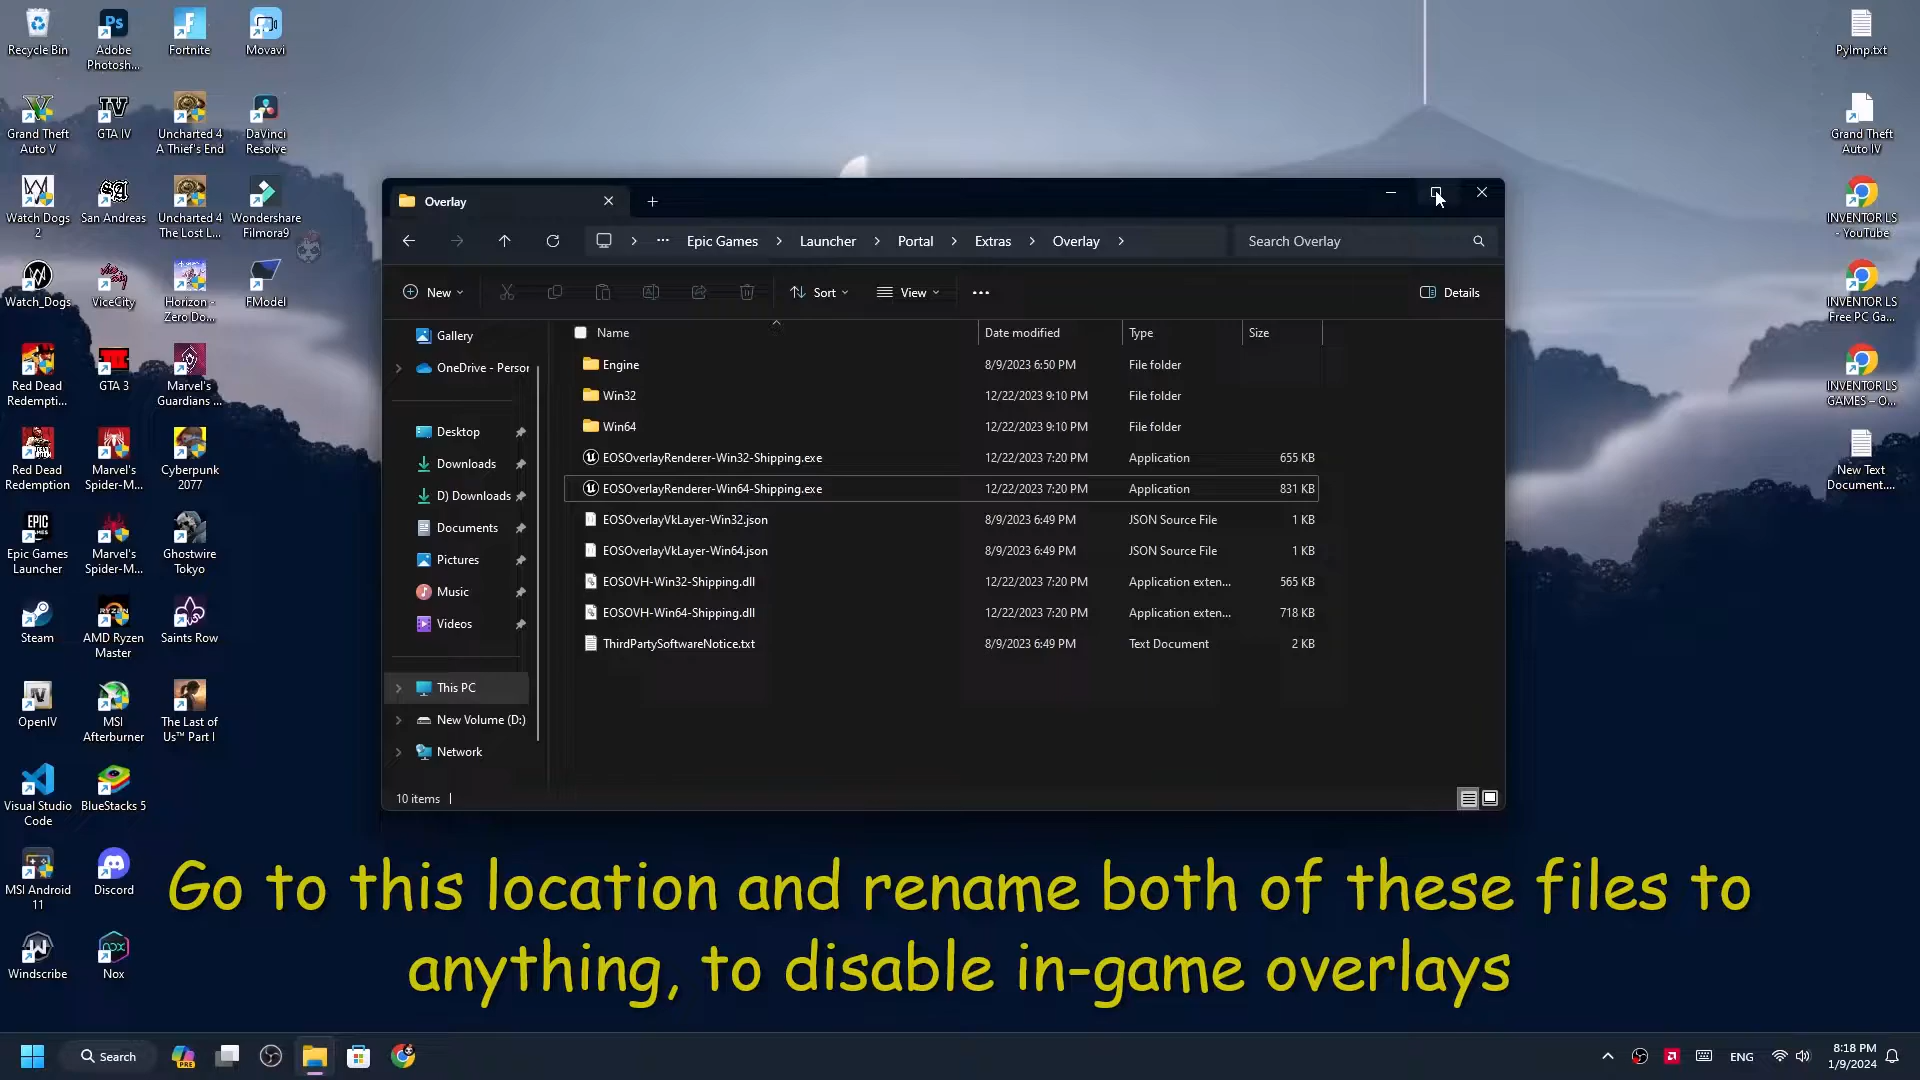 Recycle Bin
Adobe
Photosh...
Fortnite
Movavi
Grand Theft
Auto V
GTA IV
Uncharted 4
A Thief's End
DaVinci
Resolve
Watch Dogs
2
San Andreas
Uncharted 4
The Lost L...
Wondershare
Filmora9
Watch_Dogs
ViceCity
Horizon -
Zero Do...
FModel
Red Dead
Redempti...
GTA 3
Marvel's
Guardians ...
Red Dead
Redemption
Marvel's
Spider-M...
Cyberpunk
2077
Epic Games
Launcher
Marvel's
Spider-M...
Ghostwire
Tokyo
Steam
AMD Ryzen
Master
Saints Row
OpenIV
MSI
Afterburner
The Last of
Us™ Part I
Visual Studio
Code
BlueStacks 5
MSI Android
11
Discord
Windscribe
Nox
PyImp.txt
Grand Theft
Auto IV
INVENTOR LS
- YouTube
INVENTOR LS
Free PC Ga...
INVENTOR LS
GAMES – O...
New Text
Document....
Overlay
Epic Games > Launcher > Portal > Extras > Overlay >
Search Overlay
New
Sort
View
Details
Gallery
OneDrive - Persor
Desktop
Downloads
D) Downloads
Documents
Pictures
Music
Videos
This PC
New Volume (D:)
Network
Name Date modified Type Size
Engine 8/9/2023 6:50 PM File folder
Win32 12/22/2023 9:10 PM File folder
Win64 12/22/2023 9:10 PM File folder
EOSOverlayRenderer-Win32-Shipping.exe 12/22/2023 7:20 PM Application 655 KB
EOSOverlayRenderer-Win64-Shipping.exe 12/22/2023 7:20 PM Application 831 KB
EOSOverlayVkLayer-Win32.json 8/9/2023 6:49 PM JSON Source File 1 KB
EOSOverlayVkLayer-Win64.json 8/9/2023 6:49 PM JSON Source File 1 KB
EOSOVH-Win32-Shipping.dll 12/22/2023 7:20 PM Application exten... 565 KB
EOSOVH-Win64-Shipping.dll 12/22/2023 7:20 PM Application exten... 718 KB
ThirdPartySoftwareNotice.txt 8/9/2023 6:49 PM Text Document 2 KB
10 items
Go to this location and rename both of these files to
anything, to disable in-game overlays
Search
ENG
8:18 PM
1/9/2024